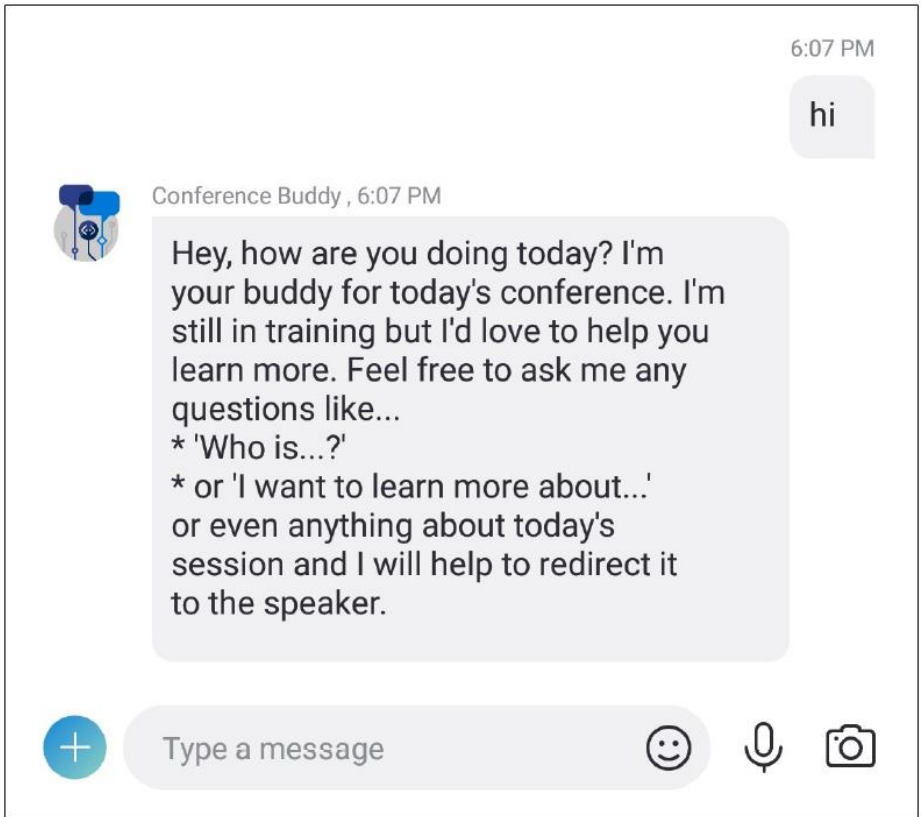 6:07 PM
hi
Conference Buddy , 6:07 PM
Hey, how are you doing today? I'm
your buddy for today's conference. I'm
still in training but I'd love to help you
learn more. Feel free to ask me any
questions like...
* 'Who is...?'
* or 'I want to learn more about...'
or even anything about today's
session and I will help to redirect it
to the speaker.
Type a message